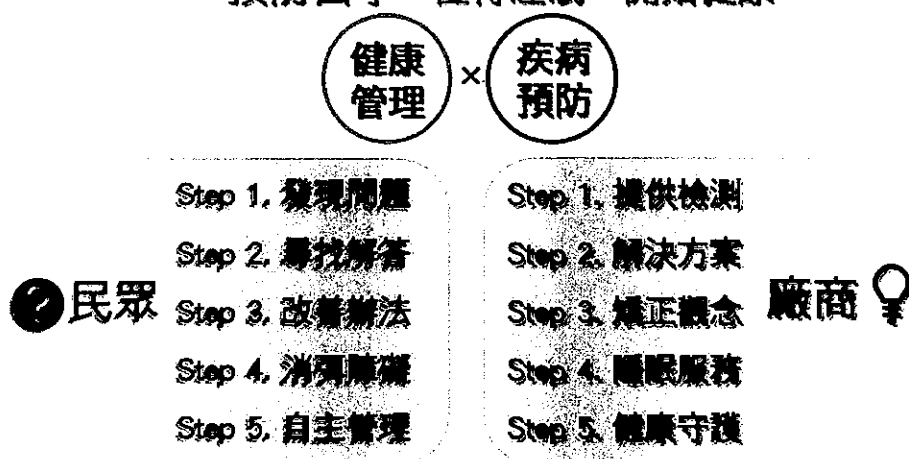 健康
管理
×
疾病
預防
民眾
Step 1. 發現問題
Step 2. 尋找解答
Step 3. 改善辦法
Step 4. 消弭障礙
Step 5. 自主管理
Step 1. 提供檢測
Step 2. 解決方案
Step 3. 矯正觀念
Step 4. 睡眠服務
Step 5. 健康守護
廠商